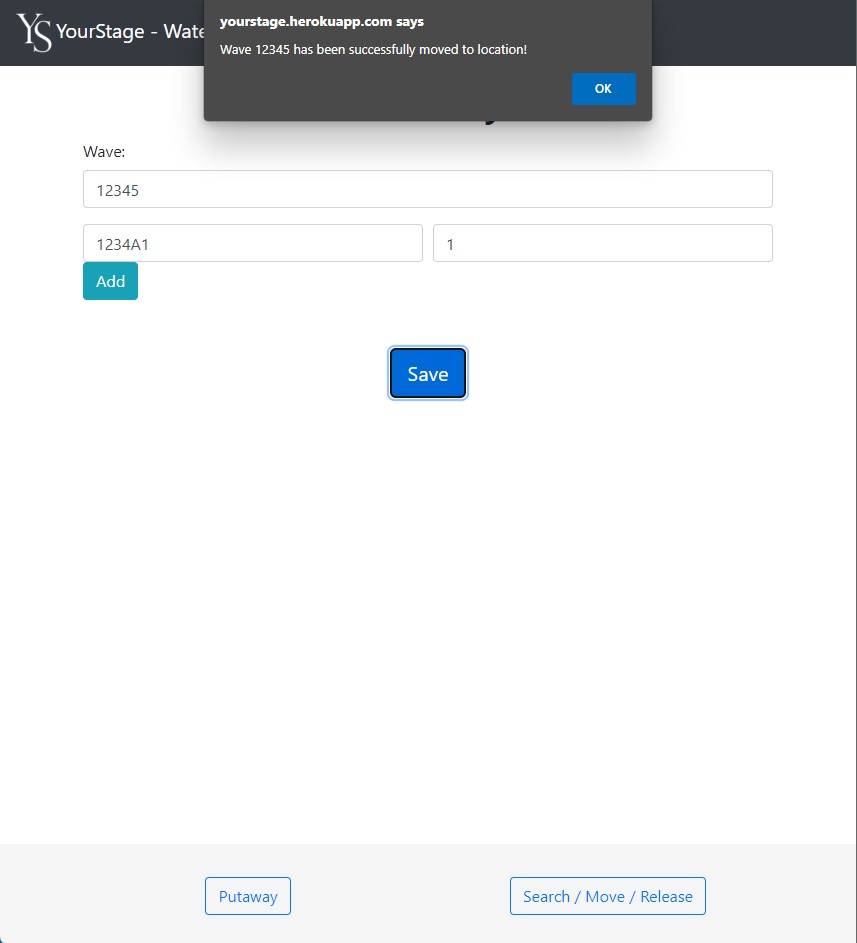 yourstage.herokuapp.com says
Wave 12345 has been successfully moved to location!
OK
YS YourStage - Wate
Wave:
12345
1234A1 1
Add
Save
Putaway Search / Move / Release